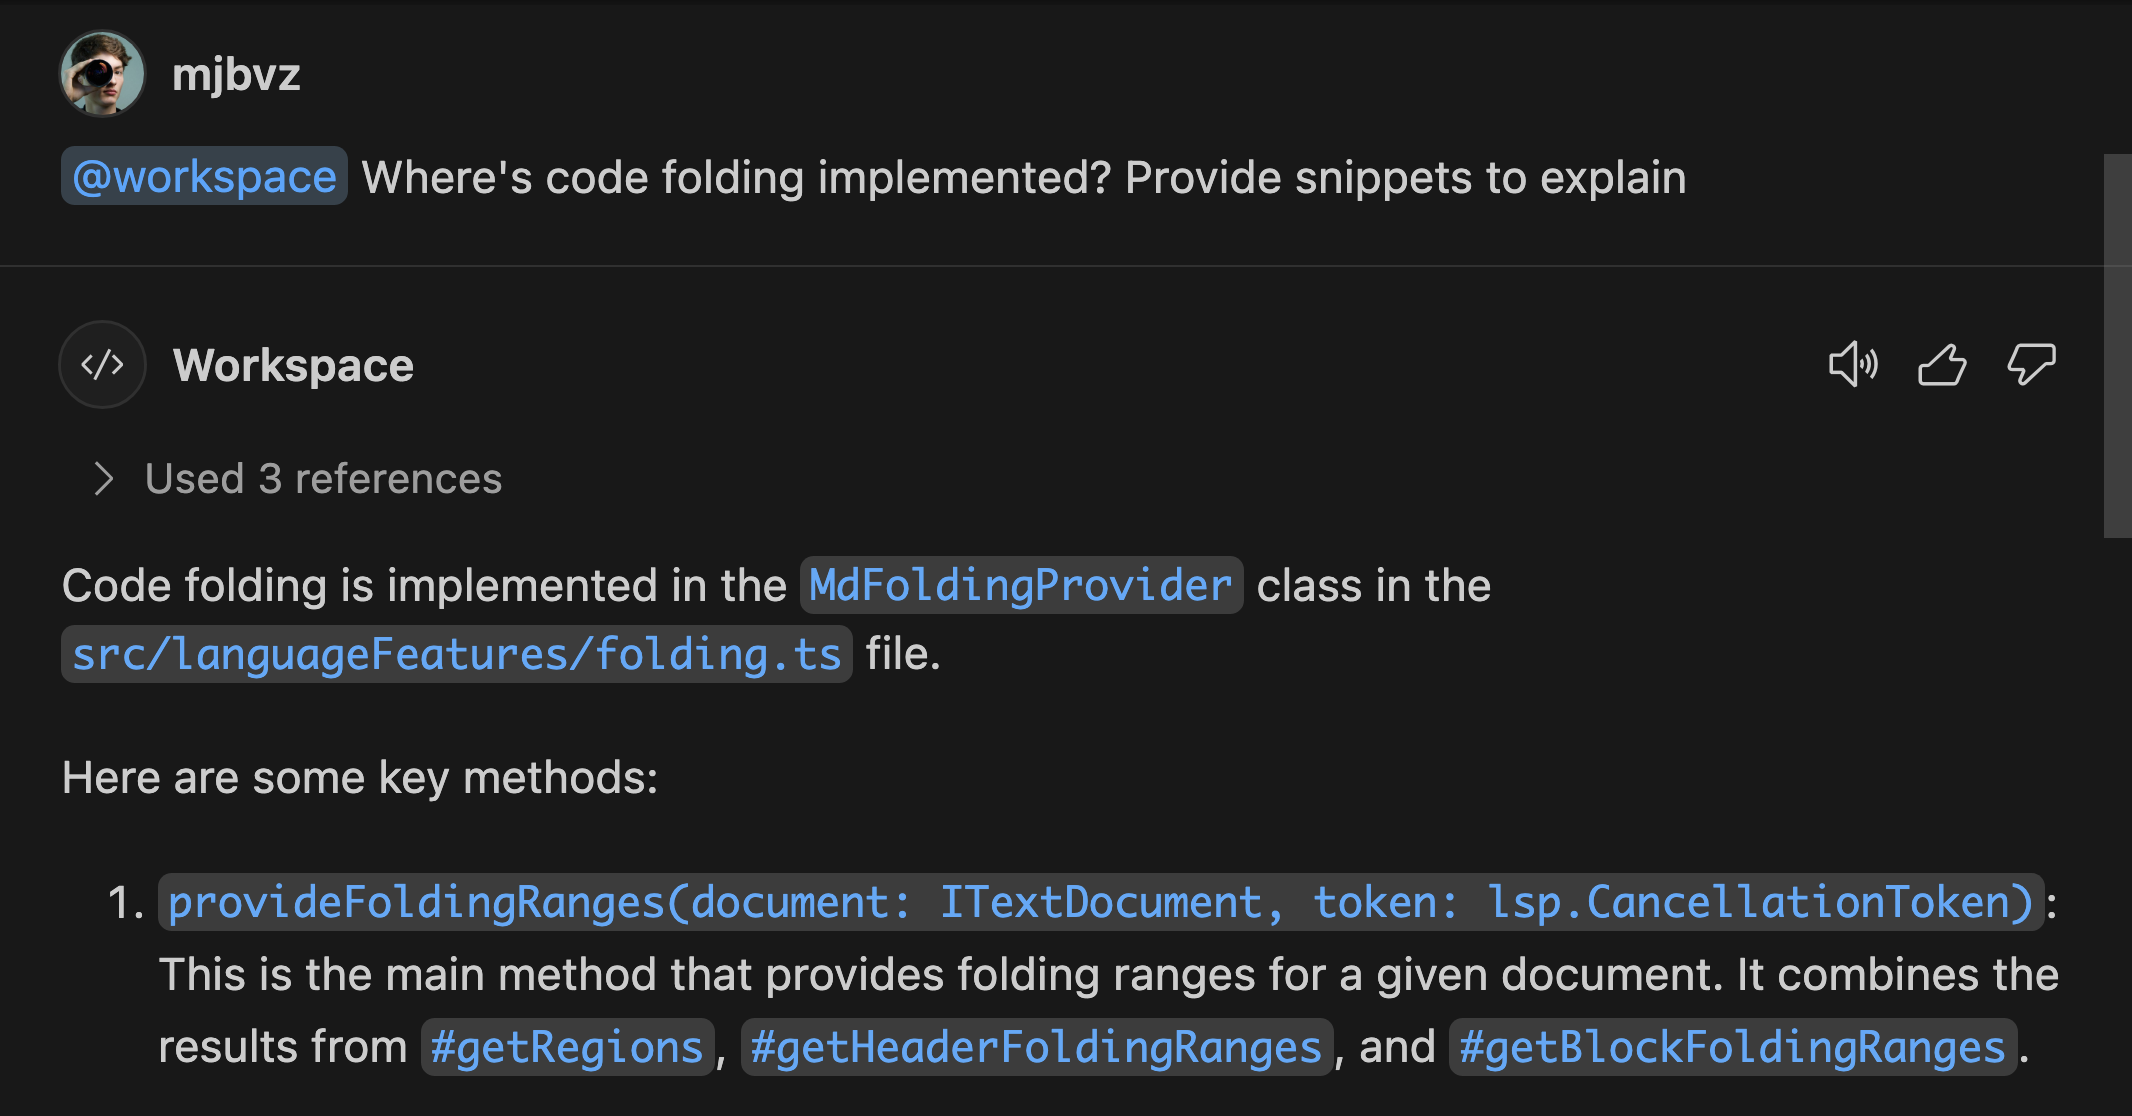 mjbvz
@workspace Where's code folding implemented? Provide snippets to explain
</>
Workspace
Used 3 references
Code folding is implemented in the MdFoldingProvider class in the
src/languageFeatures/folding.ts file.
Here are some key methods:
1. provideFoldingRanges(document: ITextDocument, token: lsp.CancellationToken):
This is the main method that provides folding ranges for a given document. It combines the
results from #getRegions, #getHeaderFoldingRanges, and #getBlockFoldingRanges.